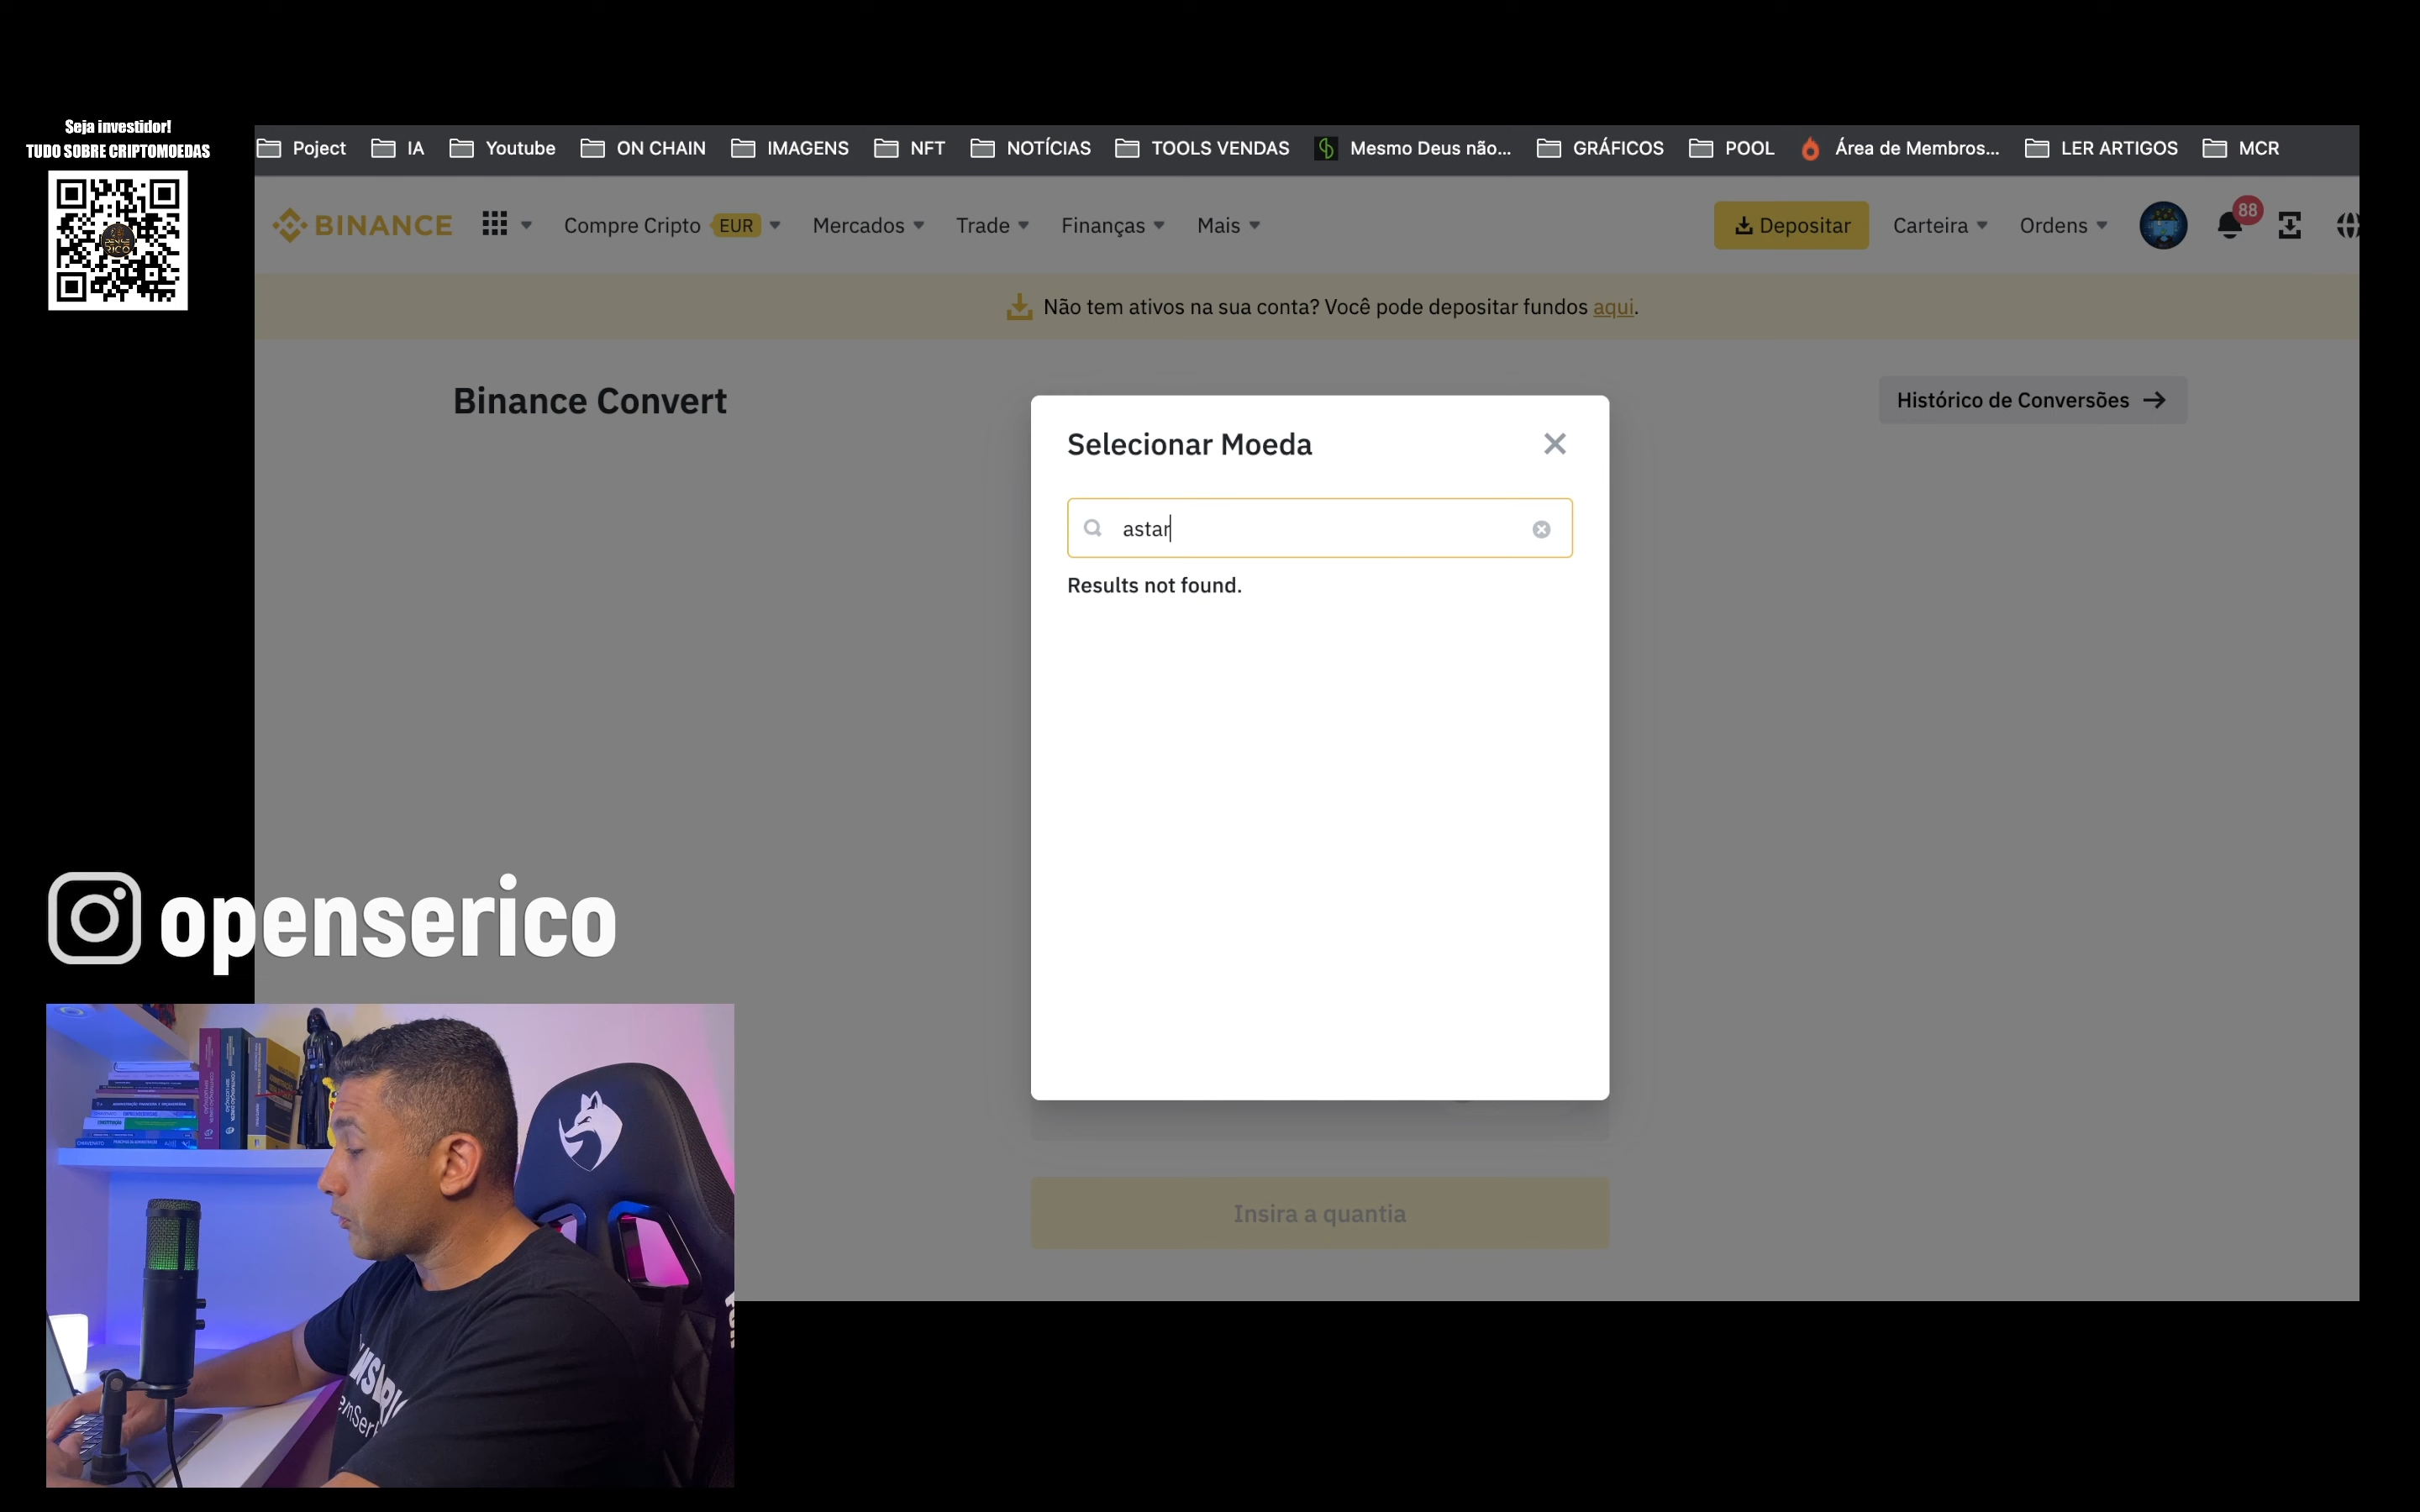 Seja investidor!
TUDO SOBRE CRIPTOMOEDAS
Poject IA Youtube ON CHAIN IMAGENS NFT NOTÍCIAS TOOLS VENDAS Mesmo Deus não... GRÁFICOS POOL Área de Membros... LER ARTIGOS MCR
BINANCE Compre Cripto EUR Mercados Trade Finanças Mais Depositar Carteira Ordens 88
Não tem ativos na sua conta? Você pode depositar fundos aqui.
Binance Convert
Histórico de Conversões
Selecionar Moeda
astar
Results not found.
Insira a quantia
openserico